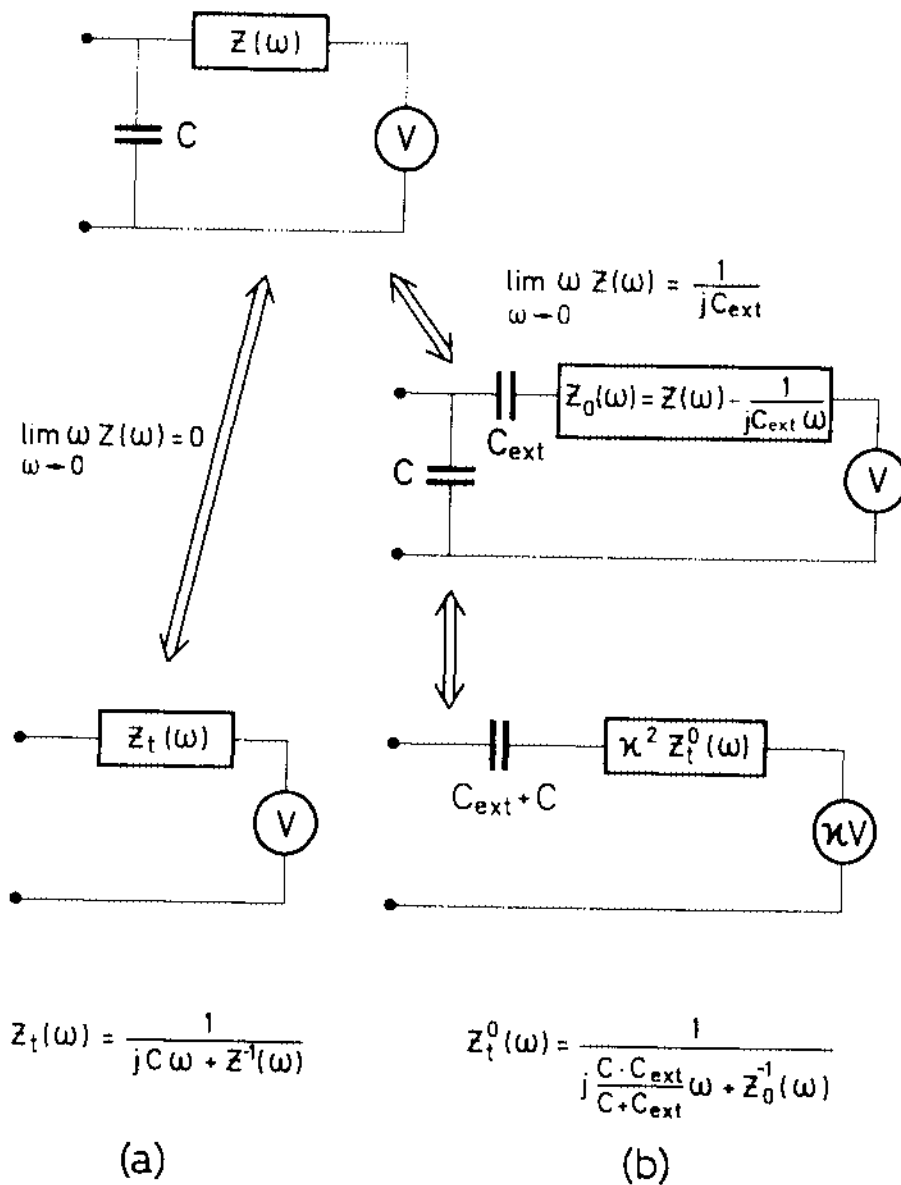 Z(ω)
C
V
lim ω Z(ω) = 1/(jC_ext)
ω→0
lim ω Z(ω) = 0
ω→0
C_ext
Z_0(ω) = Z(ω) - 1/(jC_ext ω)
C
V
Z_t(ω)
V
C_ext + C
ϰ² Z_t^0(ω)
ϰV
Z_t(ω) = 1/(jCω + Z^-1(ω))
Z_t^0(ω) = 1/(j (C·C_ext)/(C+C_ext) ω + Z_0^-1(ω))
(a)
(b)